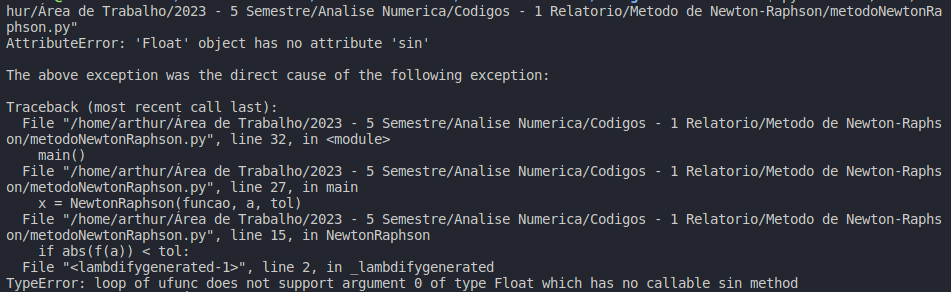 hur/Área de Trabalho/2023 - 5 Semestre/Analise Numerica/Codigos - 1 Relatorio/Metodo de Newton-Raphson/metodoNewtonRa
phson.py"
AttributeError: 'Float' object has no attribute 'sin'
The above exception was the direct cause of the following exception:
Traceback (most recent call last):
  File "/home/arthur/Área de Trabalho/2023 - 5 Semestre/Analise Numerica/Codigos - 1 Relatorio/Metodo de Newton-Raphs
on/metodoNewtonRaphson.py", line 32, in <module>
    main()
  File "/home/arthur/Área de Trabalho/2023 - 5 Semestre/Analise Numerica/Codigos - 1 Relatorio/Metodo de Newton-Raphs
on/metodoNewtonRaphson.py", line 27, in main
    x = NewtonRaphson(funcao, a, tol)
  File "/home/arthur/Área de Trabalho/2023 - 5 Semestre/Analise Numerica/Codigos - 1 Relatorio/Metodo de Newton-Raphs
on/metodoNewtonRaphson.py", line 15, in NewtonRaphson
    if abs(f(a)) < tol:
  File "<lambdifygenerated-1>", line 2, in _lambdifygenerated
TypeError: loop of ufunc does not support argument 0 of type Float which has no callable sin method